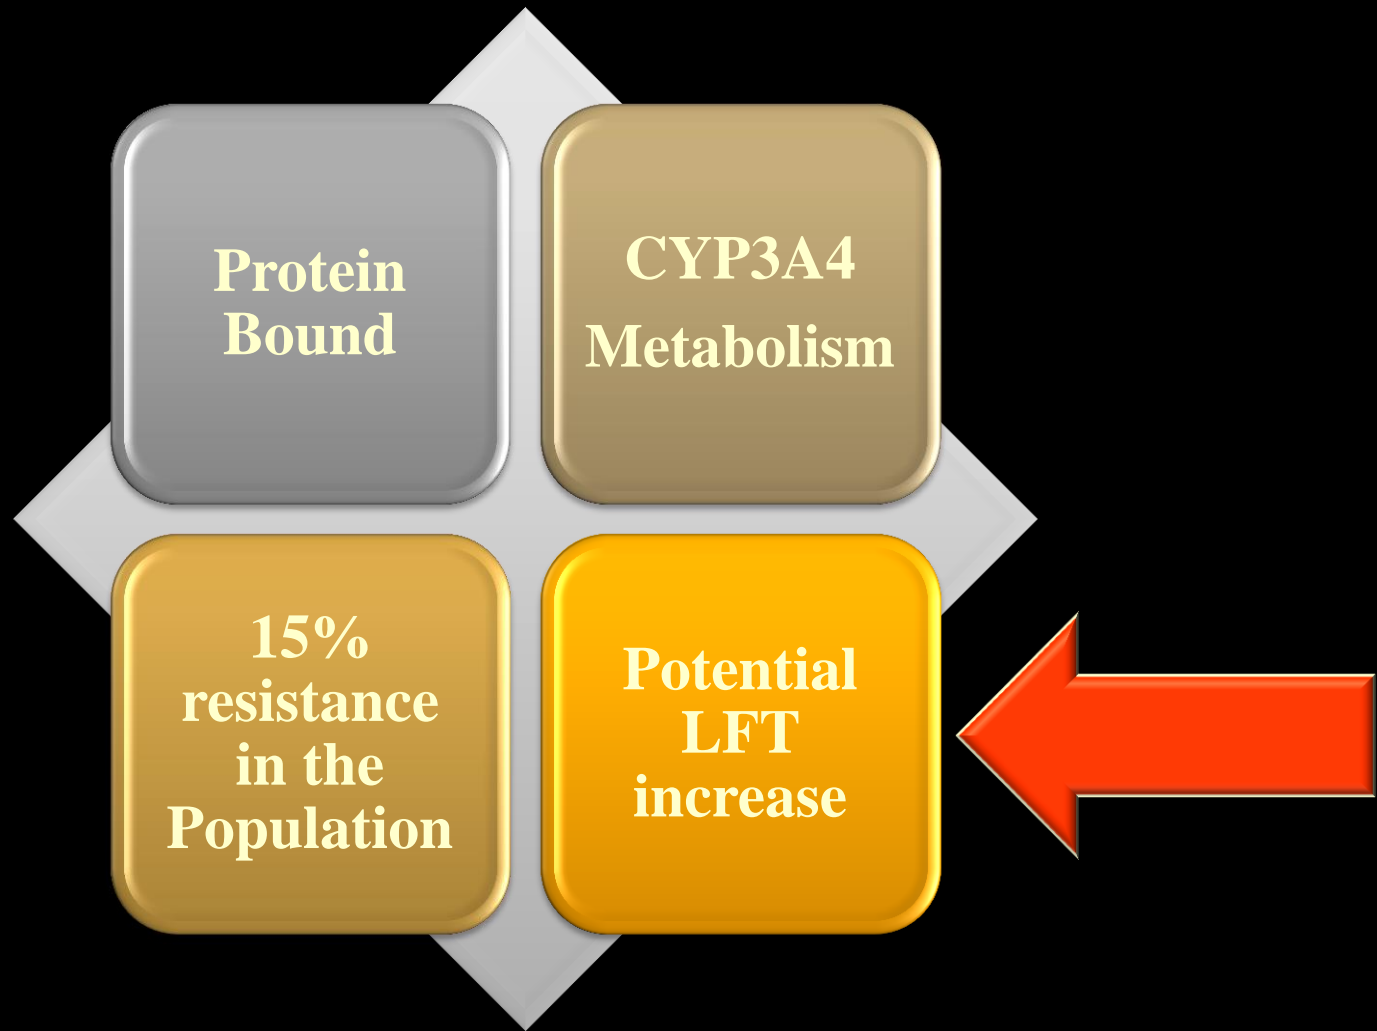 Protein
Bound
CYP3A4
Metabolism
15%
resistance
in the
Population
Potential
LFT
increase